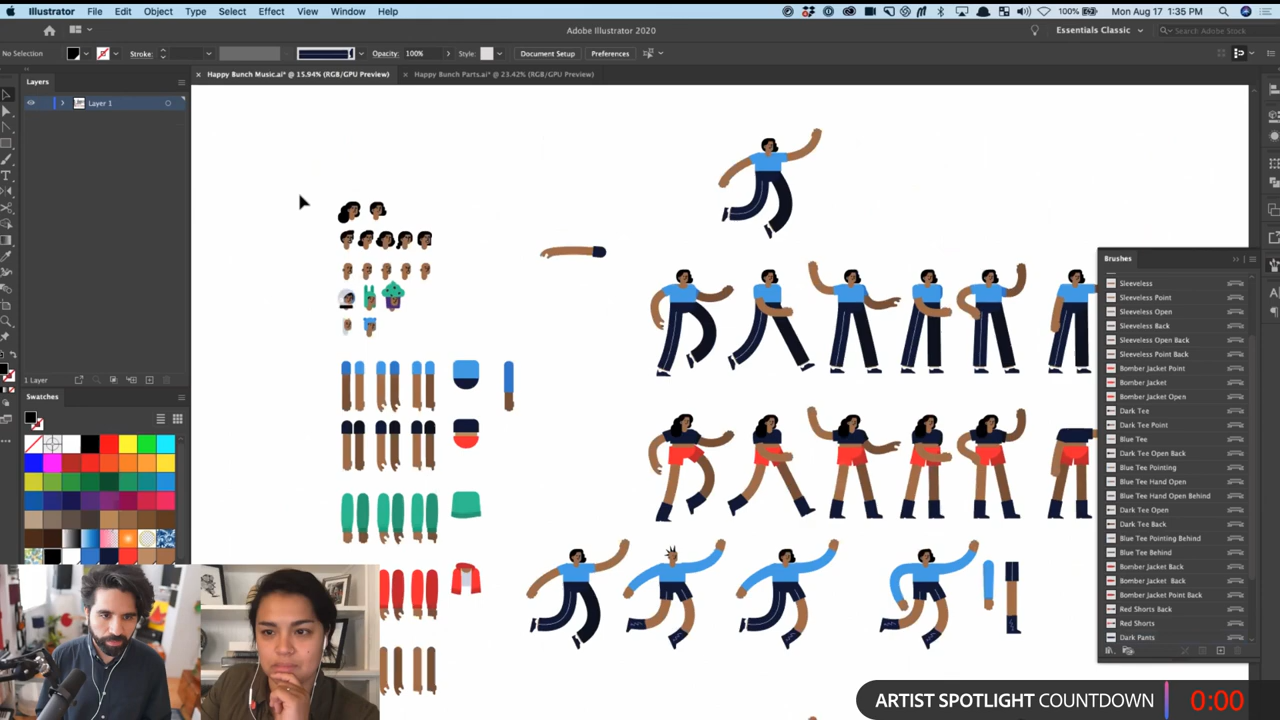 Illustrator File Edit Object Type Select Effect View Window Help 100% Mon Aug 17 1:35 PM
Adobe Illustrator 2020 Essentials Classic Search Adobe Stock
No Selection Stroke: Opacity: 100% Style: Document Setup Preferences
× Happy Bunch Music.ai* @ 15.94% (RGB/GPU Preview) × Happy Bunch Parts.ai* @ 23.42% (RGB/GPU Preview)
Layers
Layer 1
1 Layer
Swatches
Brushes
Sleeveless
Sleeveless Point
Sleeveless Open
Sleeveless Back
Sleeveless Open Back
Sleeveless Point Back
Bomber Jacket Point
Bomber Jacket
Bomber Jacket Open
Dark Tee
Dark Tee Point
Blue Tee
Dark Tee Open Back
Blue Tee Pointing
Blue Tee Hand Open
Blue Tee Hand Open Behind
Dark Tee Open
Dark Tee Back
Blue Tee Pointing Behind
Blue Tee Behind
Bomber Jacket Back
Bomber Jacket Back
Bomber Jacket Point Back
Red Shorts Back
Red Shorts
Dark Pants
ARTIST SPOTLIGHT COUNTDOWN 0:00